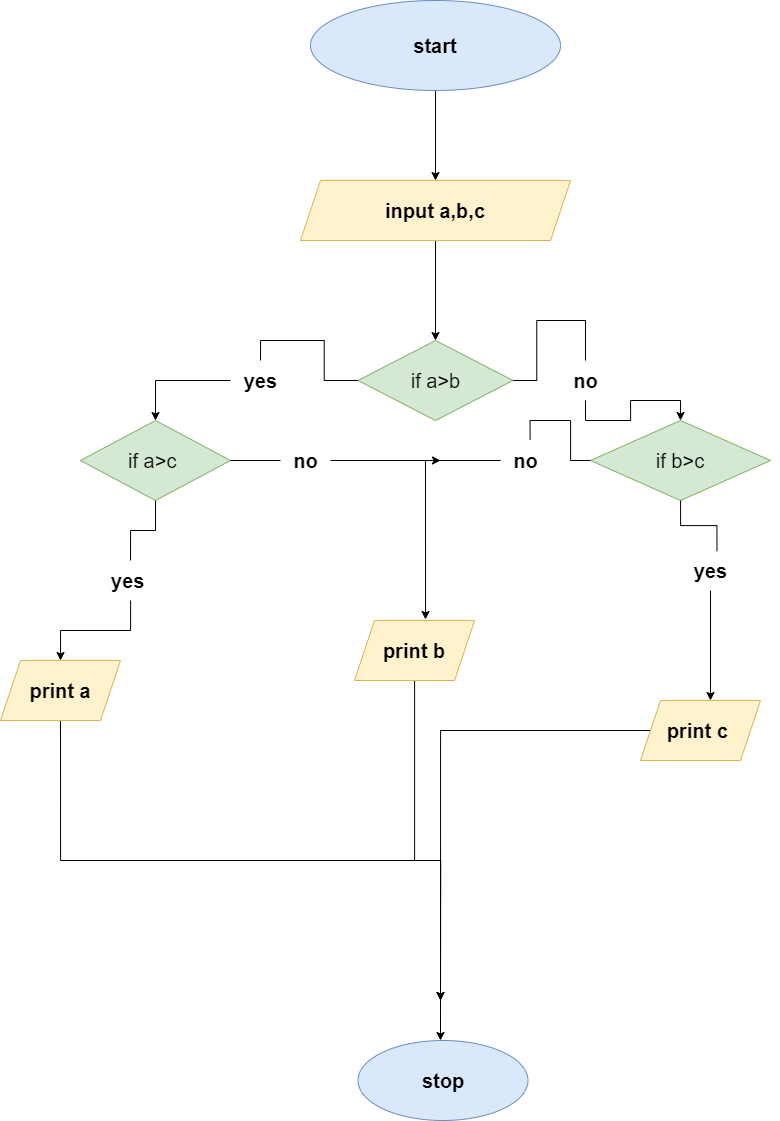 start
input a,b,c
if a>b
yes
no
if a>c
no
no
if b>c
yes
yes
print b
print a
print c
stop